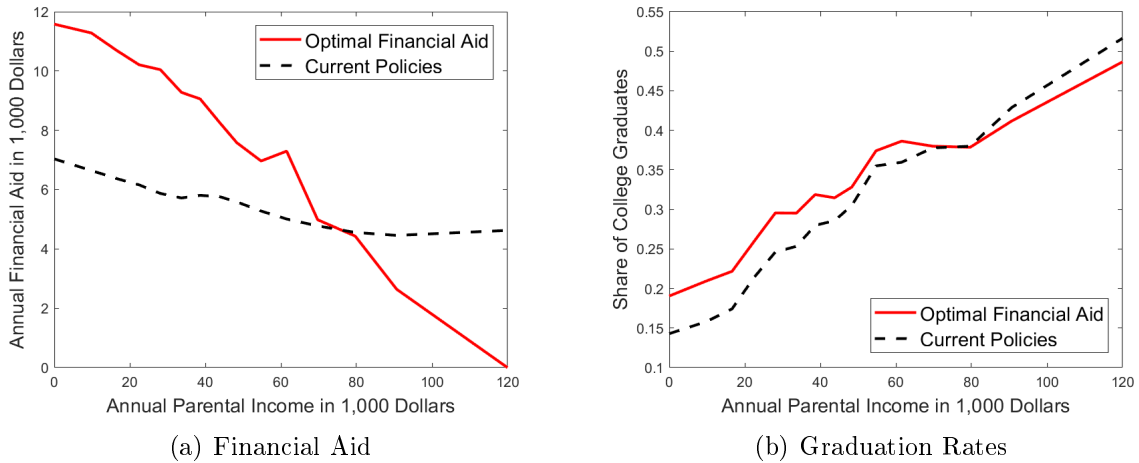 12
10
8
6
4
2
0
Annual Financial Aid in 1,000 Dollars
Optimal Financial Aid
Current Policies
0 20 40 60 80 100 120
Annual Parental Income in 1,000 Dollars
(a) Financial Aid
0.55
0.5
0.45
0.4
0.35
0.3
0.25
0.2
0.15
0.1
Share of College Graduates
Optimal Financial Aid
Current Policies
0 20 40 60 80 100 120
Annual Parental Income in 1,000 Dollars
(b) Graduation Rates